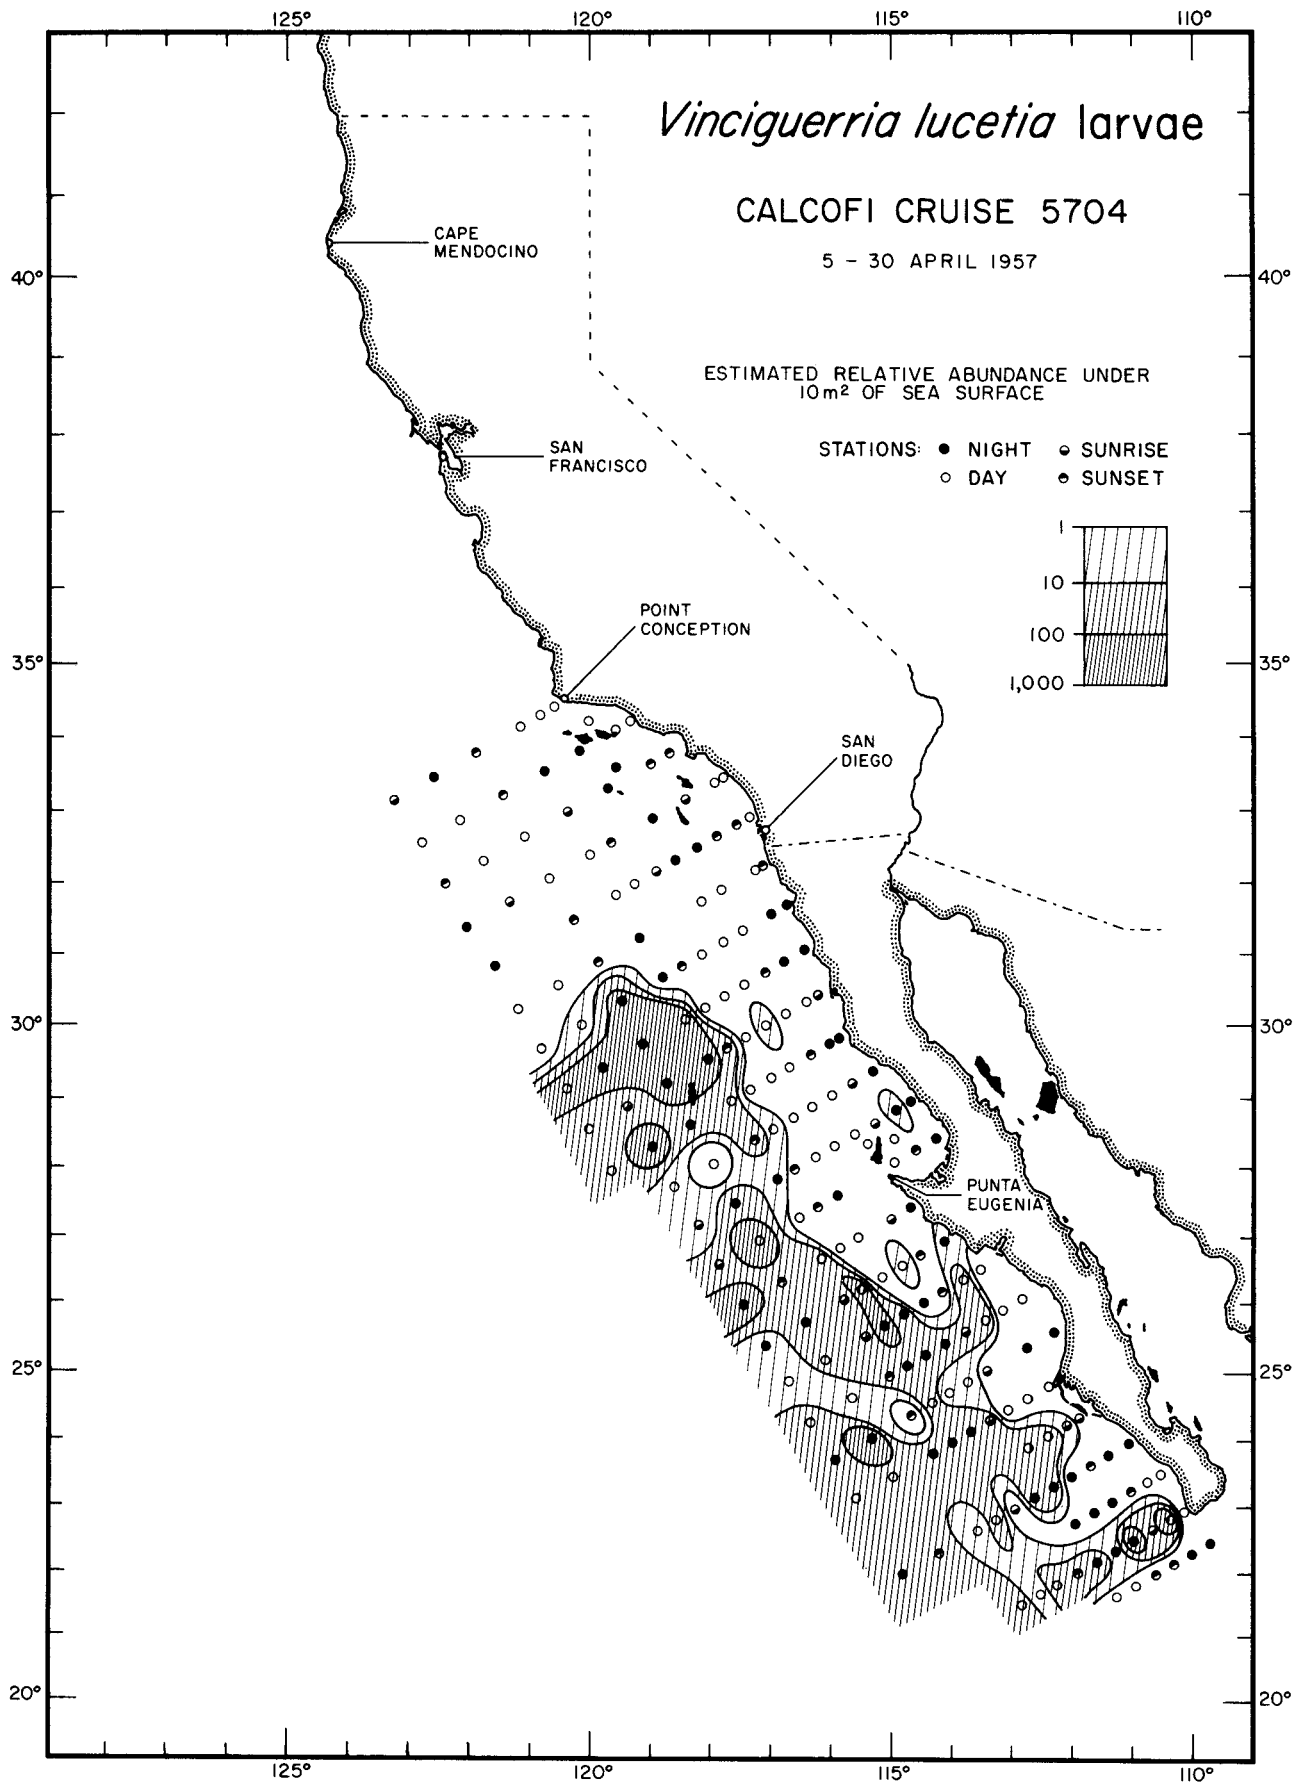 125° 120° 115° 110°
Vinciguerria lucetia larvae
CALCOFI CRUISE 5704
5 – 30 APRIL 1957
CAPE
MENDOCINO
40° 40°
ESTIMATED RELATIVE ABUNDANCE UNDER
10m² OF SEA SURFACE
STATIONS: NIGHT SUNRISE
DAY SUNSET
SAN
FRANCISCO
1
10
100
1,000
POINT
CONCEPTION
35° 35°
SAN
DIEGO
30° 30°
PUNTA
EUGENIA
25° 25°
20° 20°
125° 120° 115° 110°